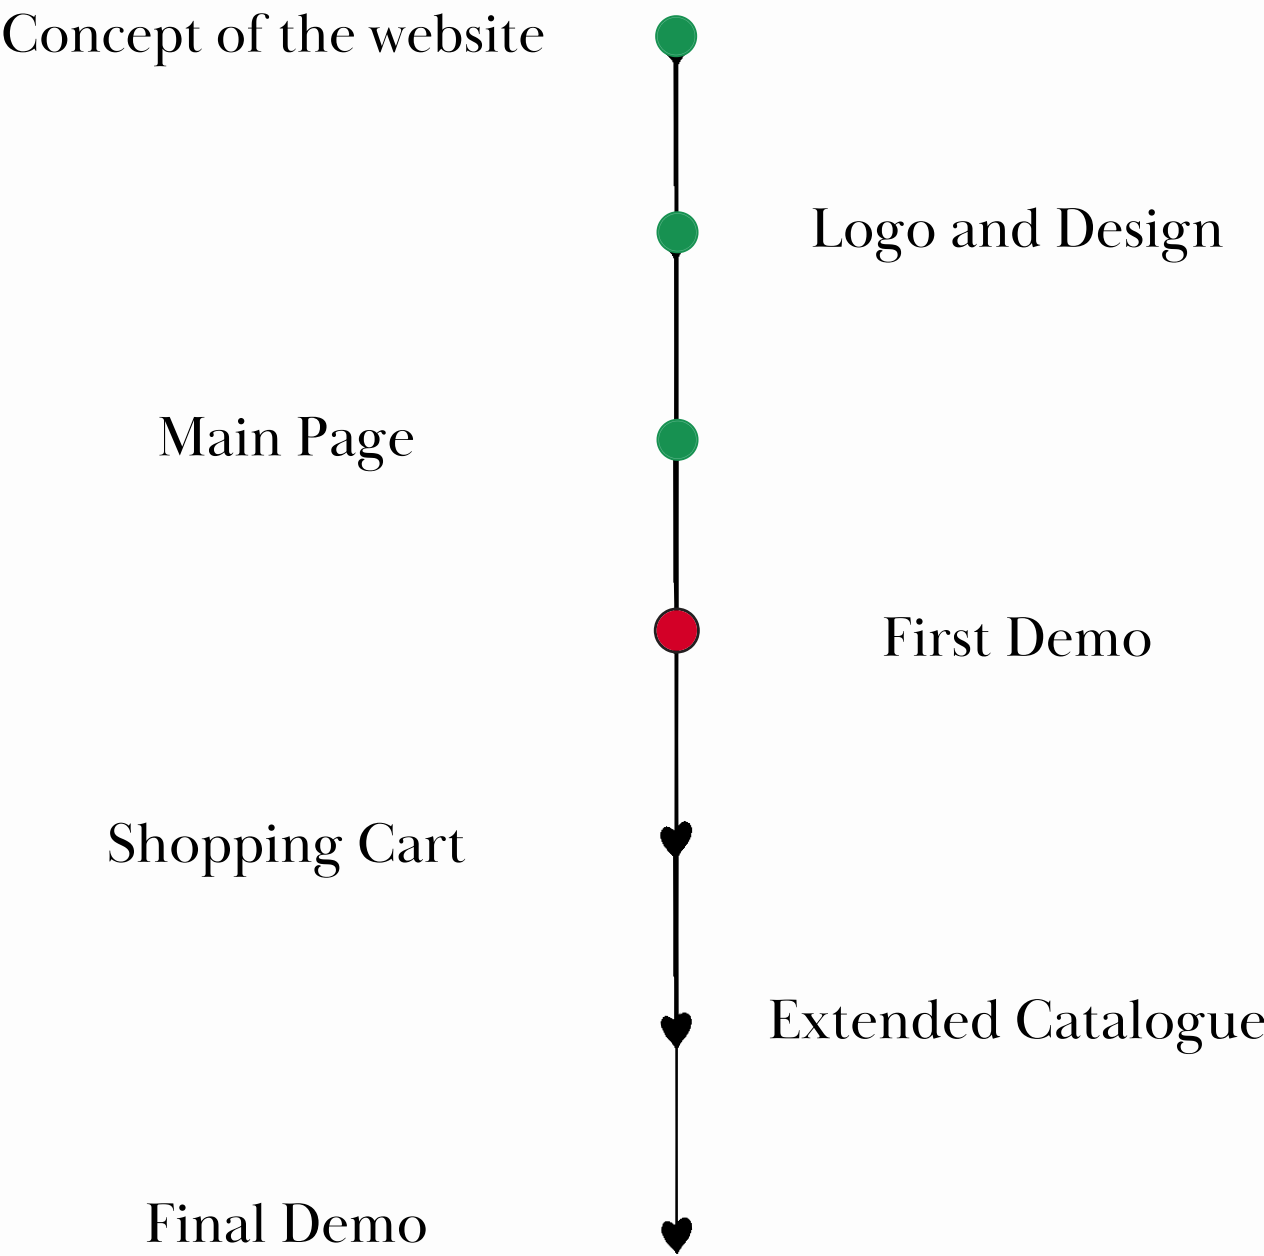 Concept of the website
Logo and Design
Main Page
First Demo
Shopping Cart
Extended Catalogue
Final Demo